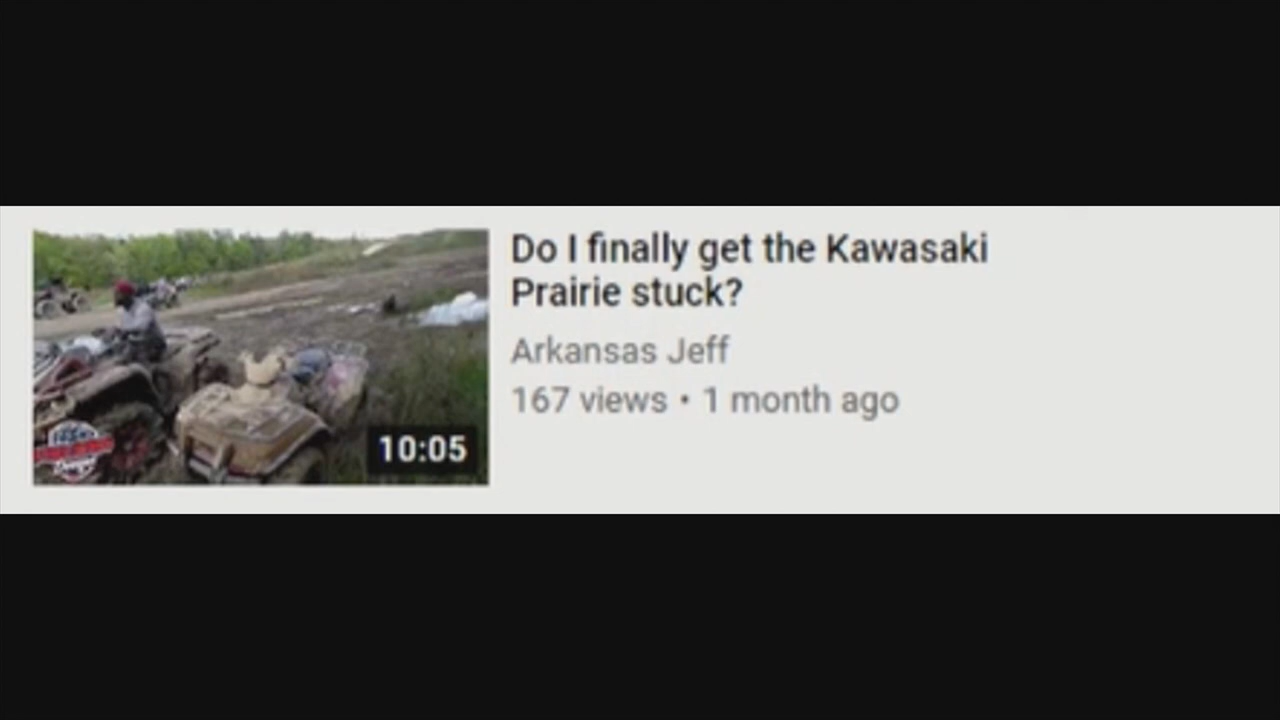 Do I finally get the Kawasaki
Prairie stuck?
Arkansas Jeff
167 views • 1 month ago
10:05